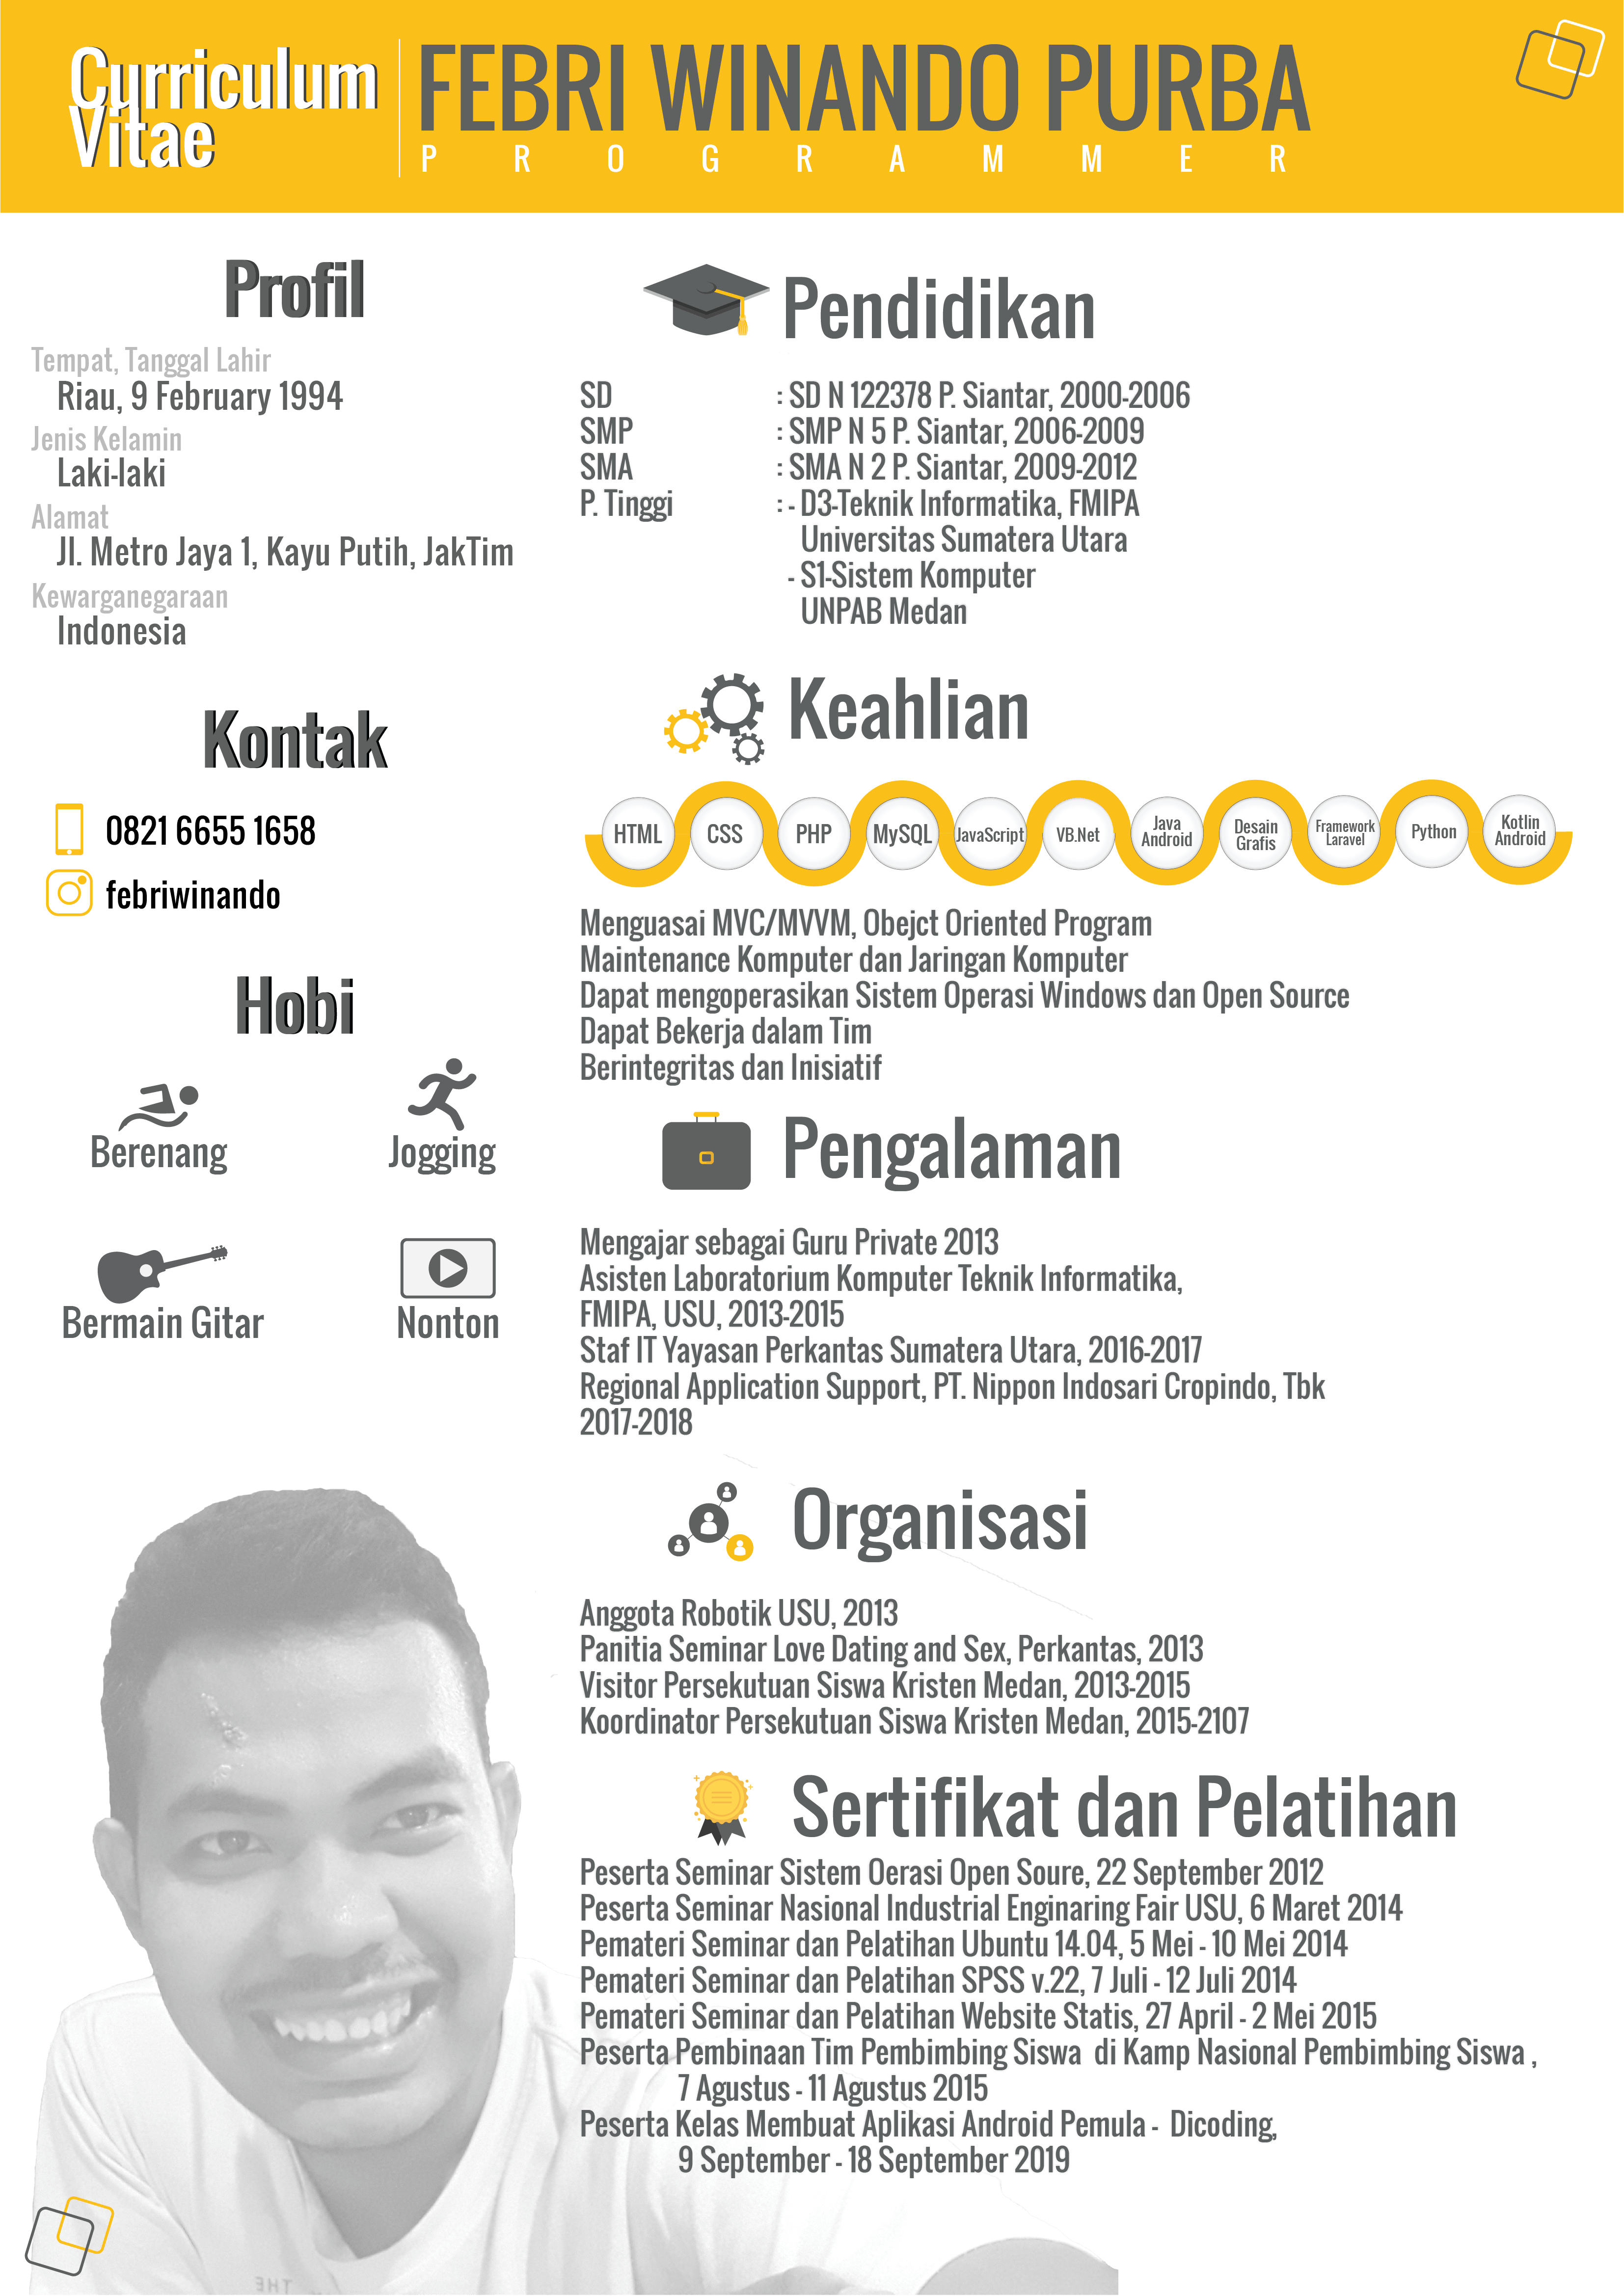 Curriculum
Vitae
FEBRI WINANDO PURBA
PROGRAMMER
Profil
Tempat, Tanggal Lahir
Riau, 9 February 1994
Jenis Kelamin
Laki-laki
Alamat
Jl. Metro Jaya 1, Kayu Putih, JakTim
Kewarganegaraan
Indonesia
Kontak
0821 6655 1658
febriwinando
Hobi
Berenang
Jogging
Bermain Gitar
Nonton
Pendidikan
SD : SD N 122378 P. Siantar, 2000-2006
SMP : SMP N 5 P. Siantar, 2006-2009
SMA : SMA N 2 P. Siantar, 2009-2012
P. Tinggi : - D3-Teknik Informatika, FMIPA
Universitas Sumatera Utara
- S1-Sistem Komputer
UNPAB Medan
Keahlian
HTML
CSS
PHP
MySQL
JavaScript
VB.Net
Java
Android
Desain
Grafis
Framework
Laravel
Python
Kotlin
Android
Menguasai MVC/MVVM, Obejct Oriented Program
Maintenance Komputer dan Jaringan Komputer
Dapat mengoperasikan Sistem Operasi Windows dan Open Source
Dapat Bekerja dalam Tim
Berintegritas dan Inisiatif
Pengalaman
Mengajar sebagai Guru Private 2013
Asisten Laboratorium Komputer Teknik Informatika,
FMIPA, USU, 2013-2015
Staf IT Yayasan Perkantas Sumatera Utara, 2016-2017
Regional Application Support, PT. Nippon Indosari Cropindo, Tbk
2017-2018
Organisasi
Anggota Robotik USU, 2013
Panitia Seminar Love Dating and Sex, Perkantas, 2013
Visitor Persekutuan Siswa Kristen Medan, 2013-2015
Koordinator Persekutuan Siswa Kristen Medan, 2015-2107
Sertifikat dan Pelatihan
Peserta Seminar Sistem Oerasi Open Soure, 22 September 2012
Peserta Seminar Nasional Industrial Enginaring Fair USU, 6 Maret 2014
Pemateri Seminar dan Pelatihan Ubuntu 14.04, 5 Mei - 10 Mei 2014
Pemateri Seminar dan Pelatihan SPSS v.22, 7 Juli - 12 Juli 2014
Pemateri Seminar dan Pelatihan Website Statis, 27 April - 2 Mei 2015
Peserta Pembinaan Tim Pembimbing Siswa di Kamp Nasional Pembimbing Siswa ,
7 Agustus - 11 Agustus 2015
Peserta Kelas Membuat Aplikasi Android Pemula - Dicoding,
9 September - 18 September 2019
THE